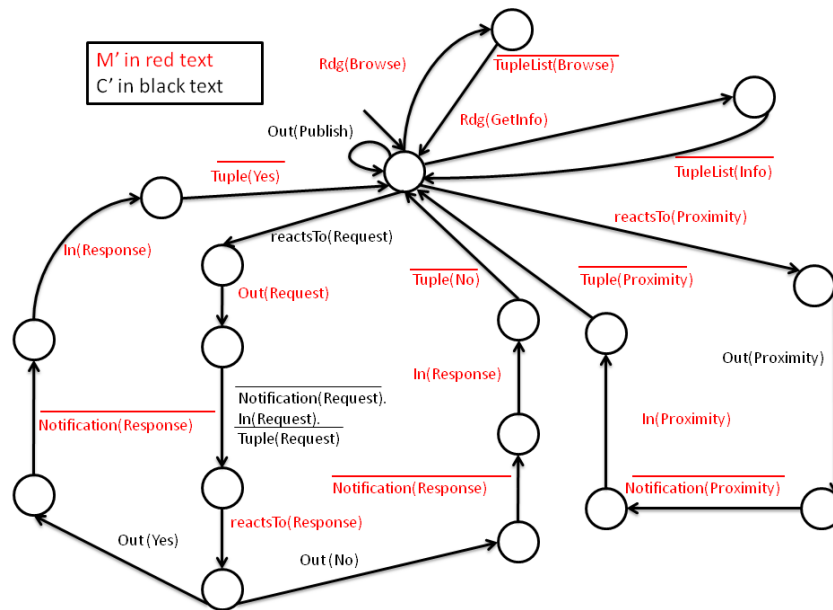 M' in red text
C' in black text
Rdg(Browse)
TupleList(Browse)
Rdg(GetInfo)
Out(Publish)
TupleList(Info)
Tuple(Yes)
reactsTo(Proximity)
reactsTo(Request)
In(Response)
Tuple(No)
Tuple(Proximity)
Out(Request)
Out(Proximity)
In(Response)
Notification(Request).
In(Request).
Tuple(Request)
Notification(Response)
In(Proximity)
Notification(Response)
Notification(Proximity)
reactsTo(Response)
Out(Yes)
Out(No)